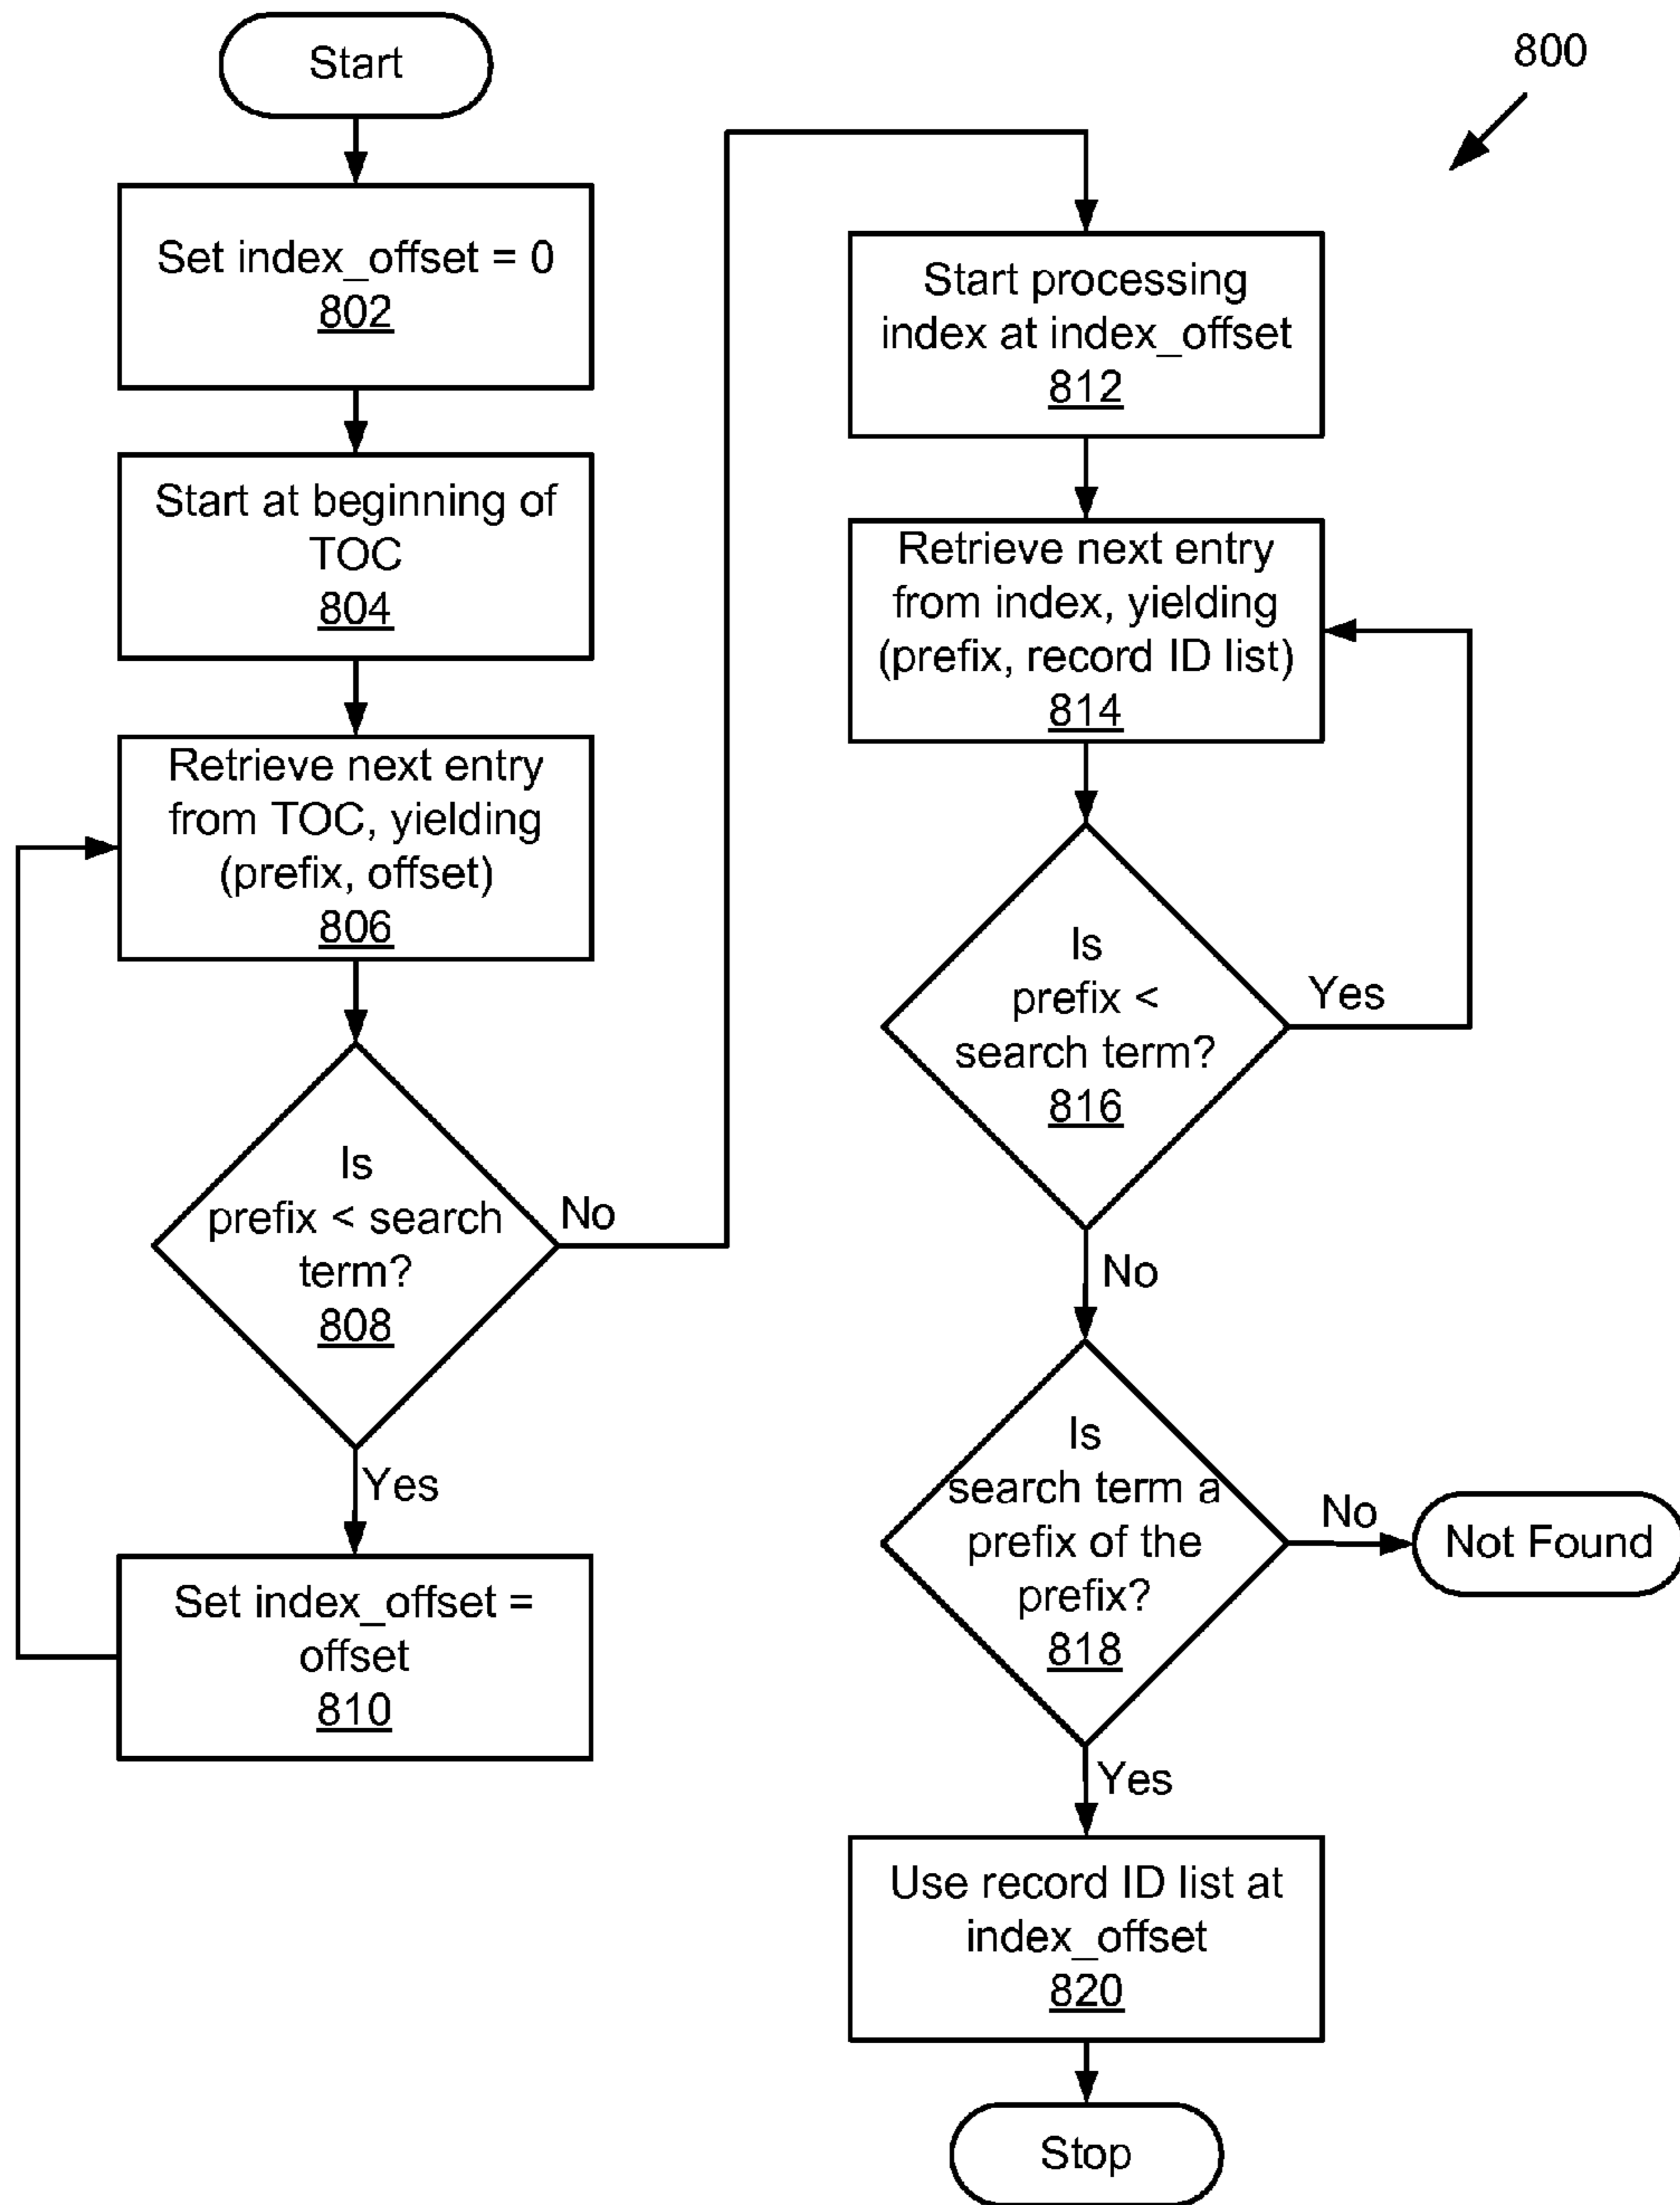 Start
800
Set index_offset = 0
802
Start at beginning of
TOC
804
Retrieve next entry
from TOC, yielding
(prefix, offset)
806
Is
prefix < search
term?
808
No
Yes
Set index_offset =
offset
810
Start processing
index at index_offset
812
Retrieve next entry
from index, yielding
(prefix, record ID list)
814
Is
prefix <
search term?
816
Yes
No
Is
search term a
prefix of the
prefix?
818
No
Not Found
Yes
Use record ID list at
index_offset
820
Stop